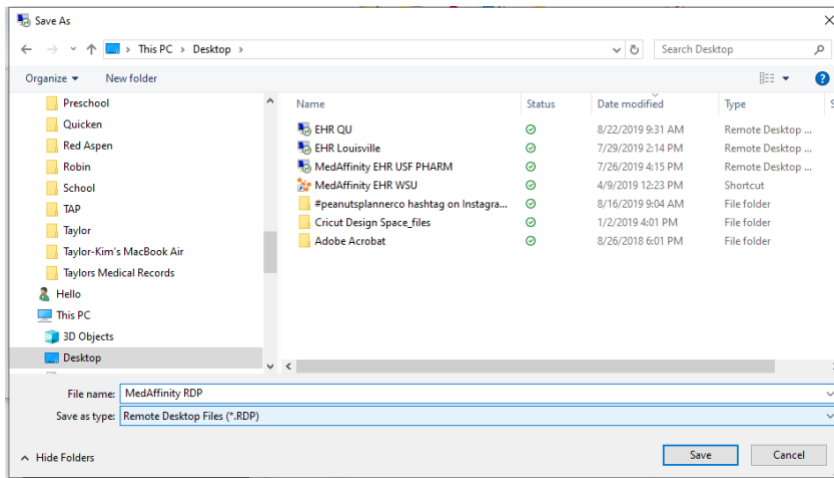 Save As
This PC > Desktop >
Search Desktop
Organize
New folder
Preschool
Quicken
Red Aspen
Robin
School
TAP
Taylor
Taylor-Kim's MacBook Air
Taylors Medical Records
Hello
This PC
3D Objects
Desktop
Name Status Date modified Type S
EHR QU 8/22/2019 9:31 AM Remote Desktop ...
EHR Louisville 7/29/2019 2:14 PM Remote Desktop ...
MedAffinity EHR USF PHARM 7/26/2019 4:15 PM Remote Desktop ...
MedAffinity EHR WSU 4/9/2019 12:23 PM Shortcut
#peanutsplannerco hashtag on Instagra... 8/16/2019 9:04 AM File folder
Cricut Design Space_files 1/2/2019 4:01 PM File folder
Adobe Acrobat 8/26/2018 6:01 PM File folder
File name: MedAffinity RDP
Save as type: Remote Desktop Files (*.RDP)
Hide Folders
Save
Cancel